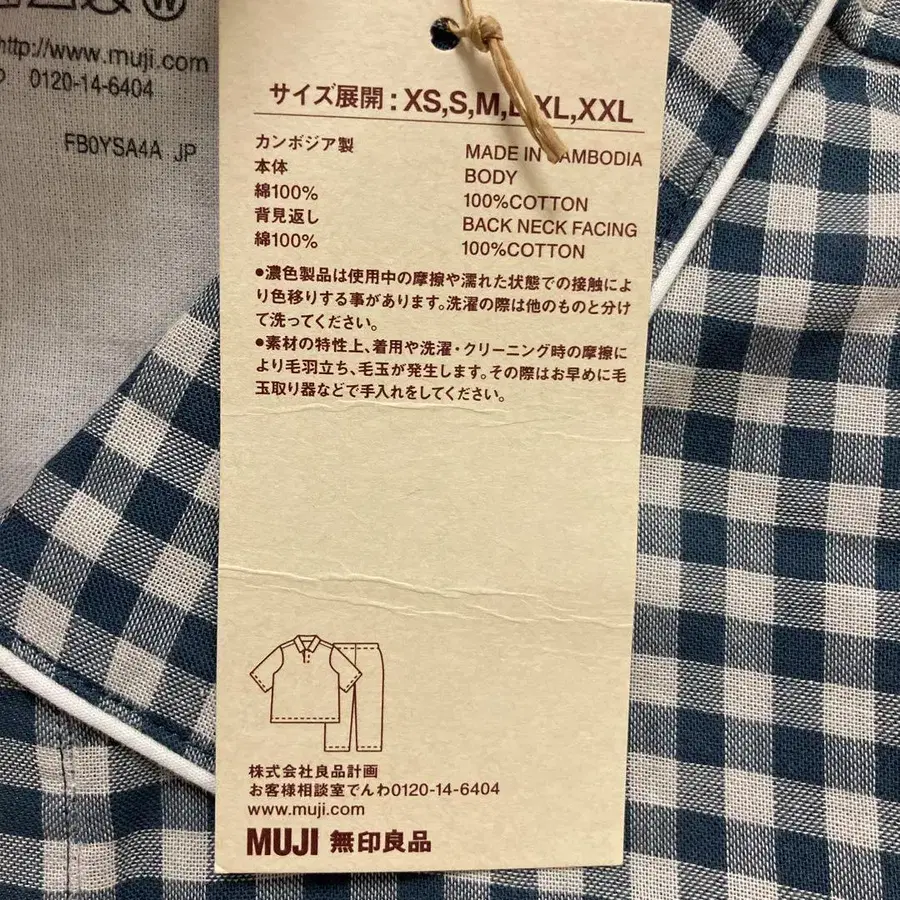 http://www.muji.com
0120-14-6404
FB0YSA4A JP
サイズ展開:XS,S,M,L,XL,XXL
カンボジア製
本体
綿100%
背見返し
綿100%
MADE IN CAMBODIA
BODY
100%COTTON
BACK NECK FACING
100%COTTON
●濃色製品は使用中の摩擦や濡れた状態での接触によ
り色移りする事があります。洗濯の際は他のものと分け
て洗ってください。
●素材の特性上、着用や洗濯・クリーニング時の摩擦に
より毛羽立ち、毛玉が発生します。その際はお早めに毛
玉取り器などで手入れをしてください。
株式会社良品計画
お客様相談室でんわ0120-14-6404
www.muji.com
MUJI 無印良品